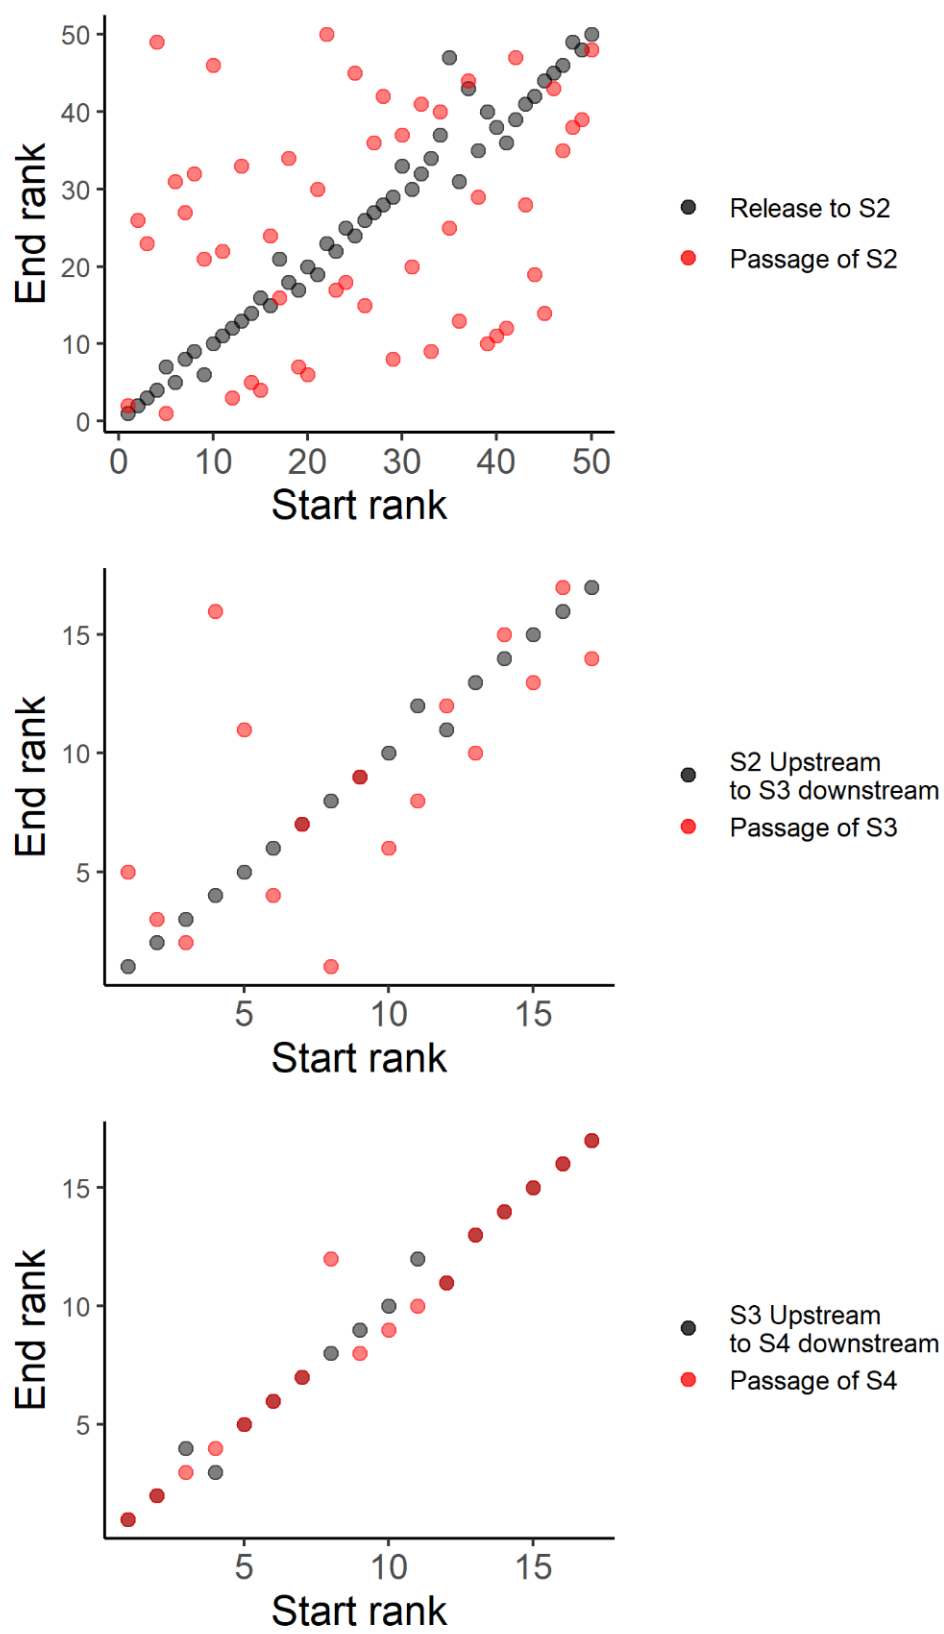 50
40
30
20
10
0
End rank
0 10 20 30 40 50
Start rank
Release to S2
Passage of S2
15
10
5
End rank
5 10 15
Start rank
S2 Upstream
to S3 downstream
Passage of S3
15
10
5
End rank
5 10 15
Start rank
S3 Upstream
to S4 downstream
Passage of S4